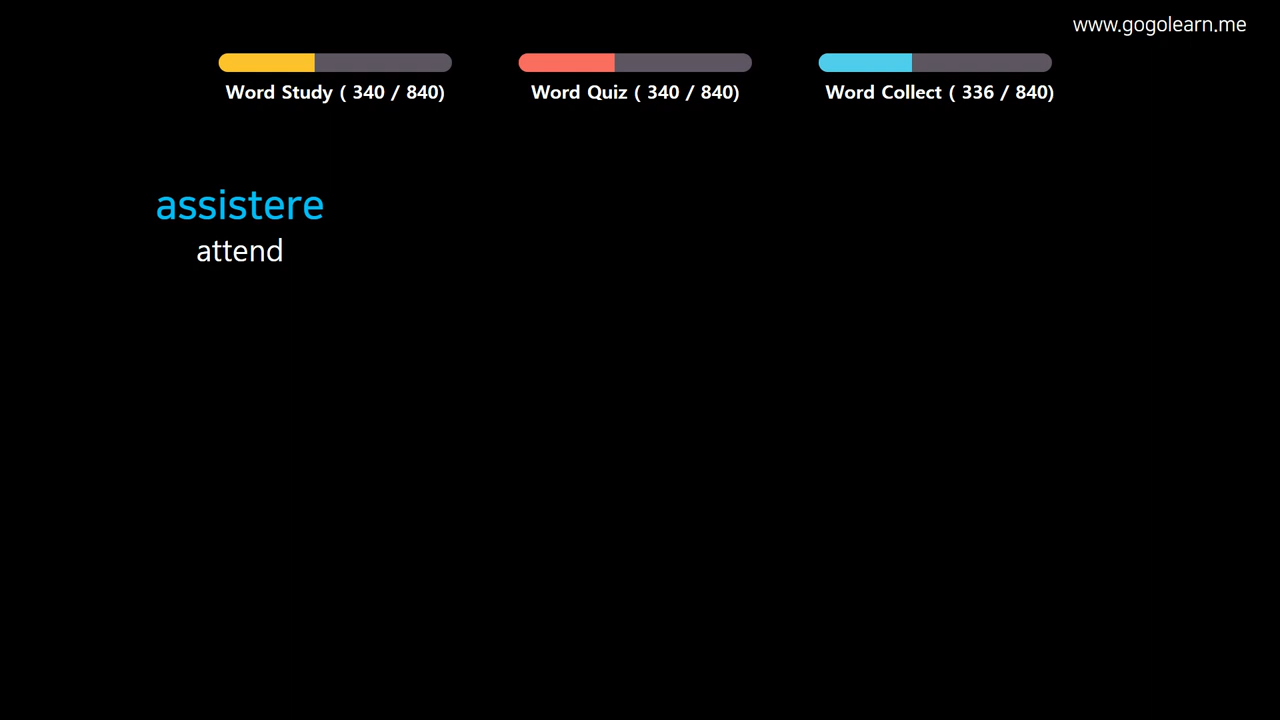 www.gogolearn.me
Word Study ( 340 / 840)
Word Quiz ( 340 / 840)
Word Collect ( 336 / 840)
assistere
attend